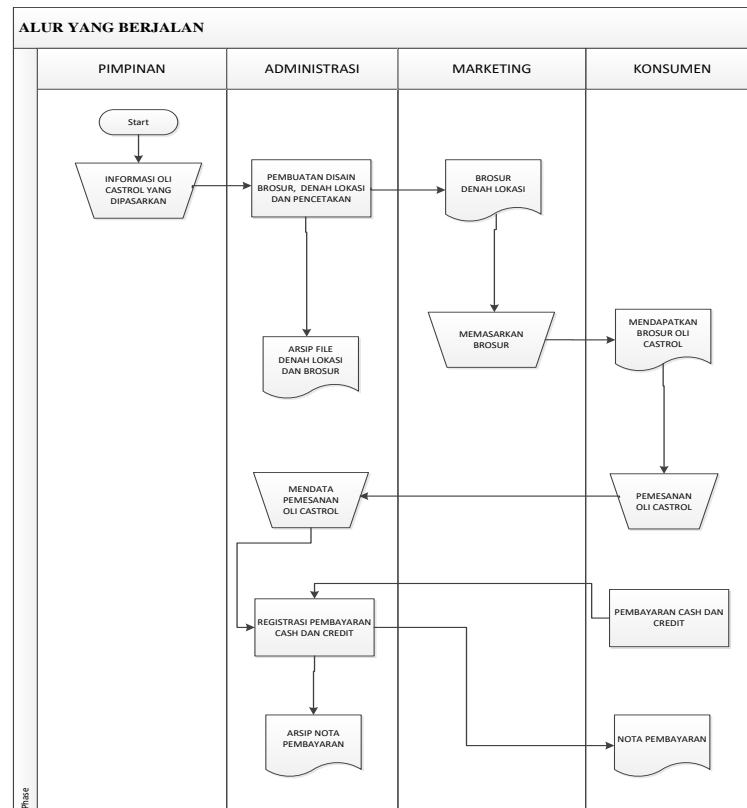 ALUR YANG BERJALAN
PIMPINAN
ADMINISTRASI
MARKETING
KONSUMEN
Start
INFORMASI OLI
CASTROL YANG
DIPASARKAN
PEMBUATAN DISAIN
BROSUR,  DENAH LOKASI
DAN PENCETAKAN
BROSUR
DENAH LOKASI
ARSIP FILE
DENAH LOKASI
DAN BROSUR
MEMASARKAN
BROSUR
MENDAPATKAN
BROSUR OLI
CASTROL
MENDATA
PEMESANAN
OLI CASTROL
PEMESANAN
OLI CASTROL
REGISTRASI PEMBAYARAN
CASH DAN CREDIT
PEMBAYARAN CASH DAN
CREDIT
ARSIP NOTA
PEMBAYARAN
NOTA PEMBAYARAN
Phase